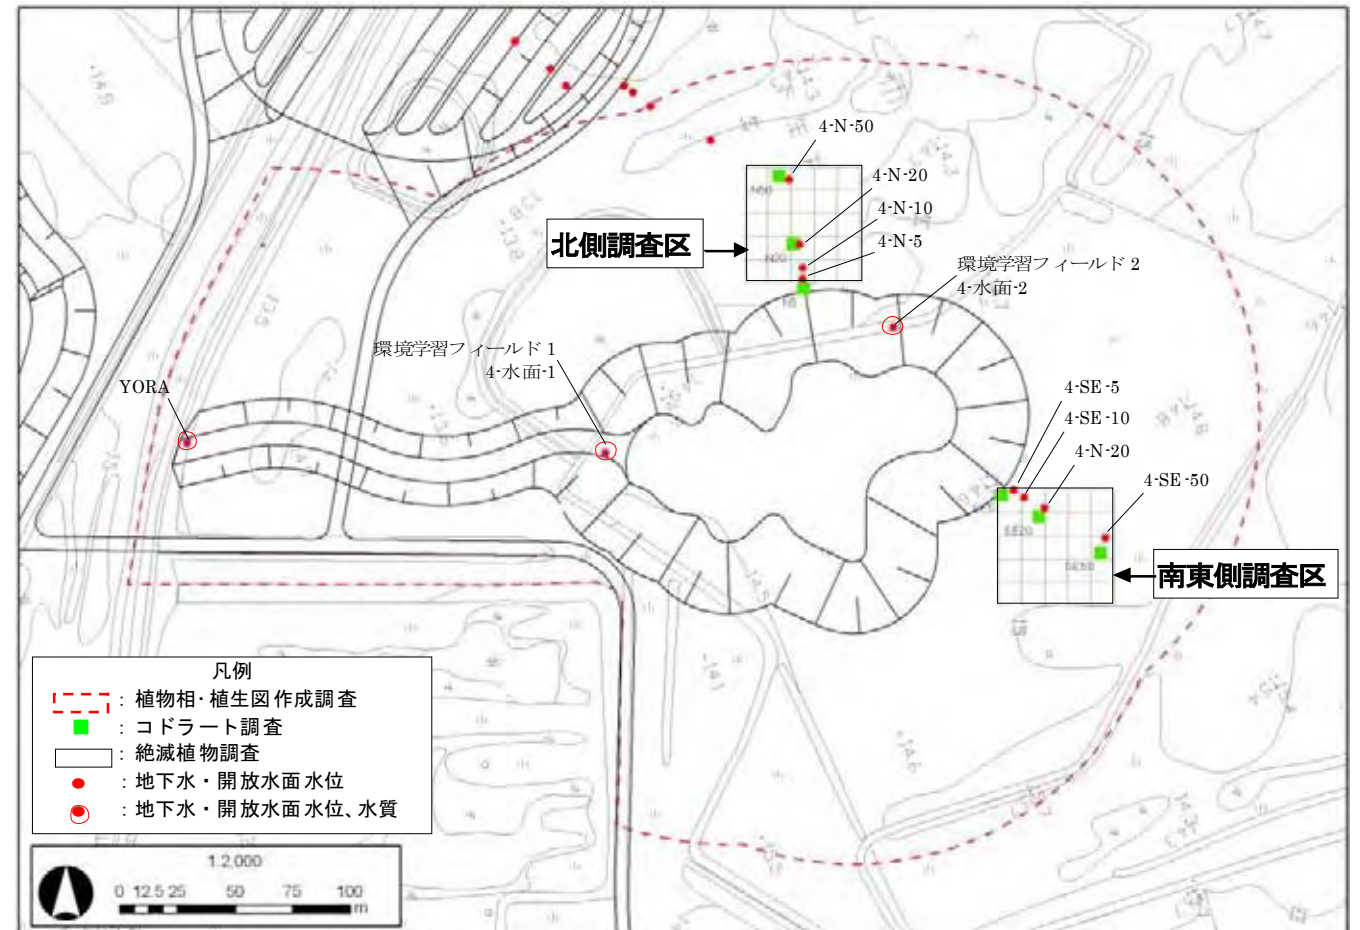 4-N-50
4-N-20
4-N-10
4-N-5
北側調査区
環境学習フィールド 2
4-水面-2
環境学習フィールド 1
4-水面-1
YORA
N50
N20
N5
4-SE-5
4-SE-10
4-N-20
4-SE-50
SE20
SE50
南東側調査区
凡例
: 植物相・植生図作成調査
: コドラート調査
: 絶滅植物調査
: 地下水・開放水面水位
: 地下水・開放水面水位、水質
1:2,000
0 12.5 25 50 75 100
m